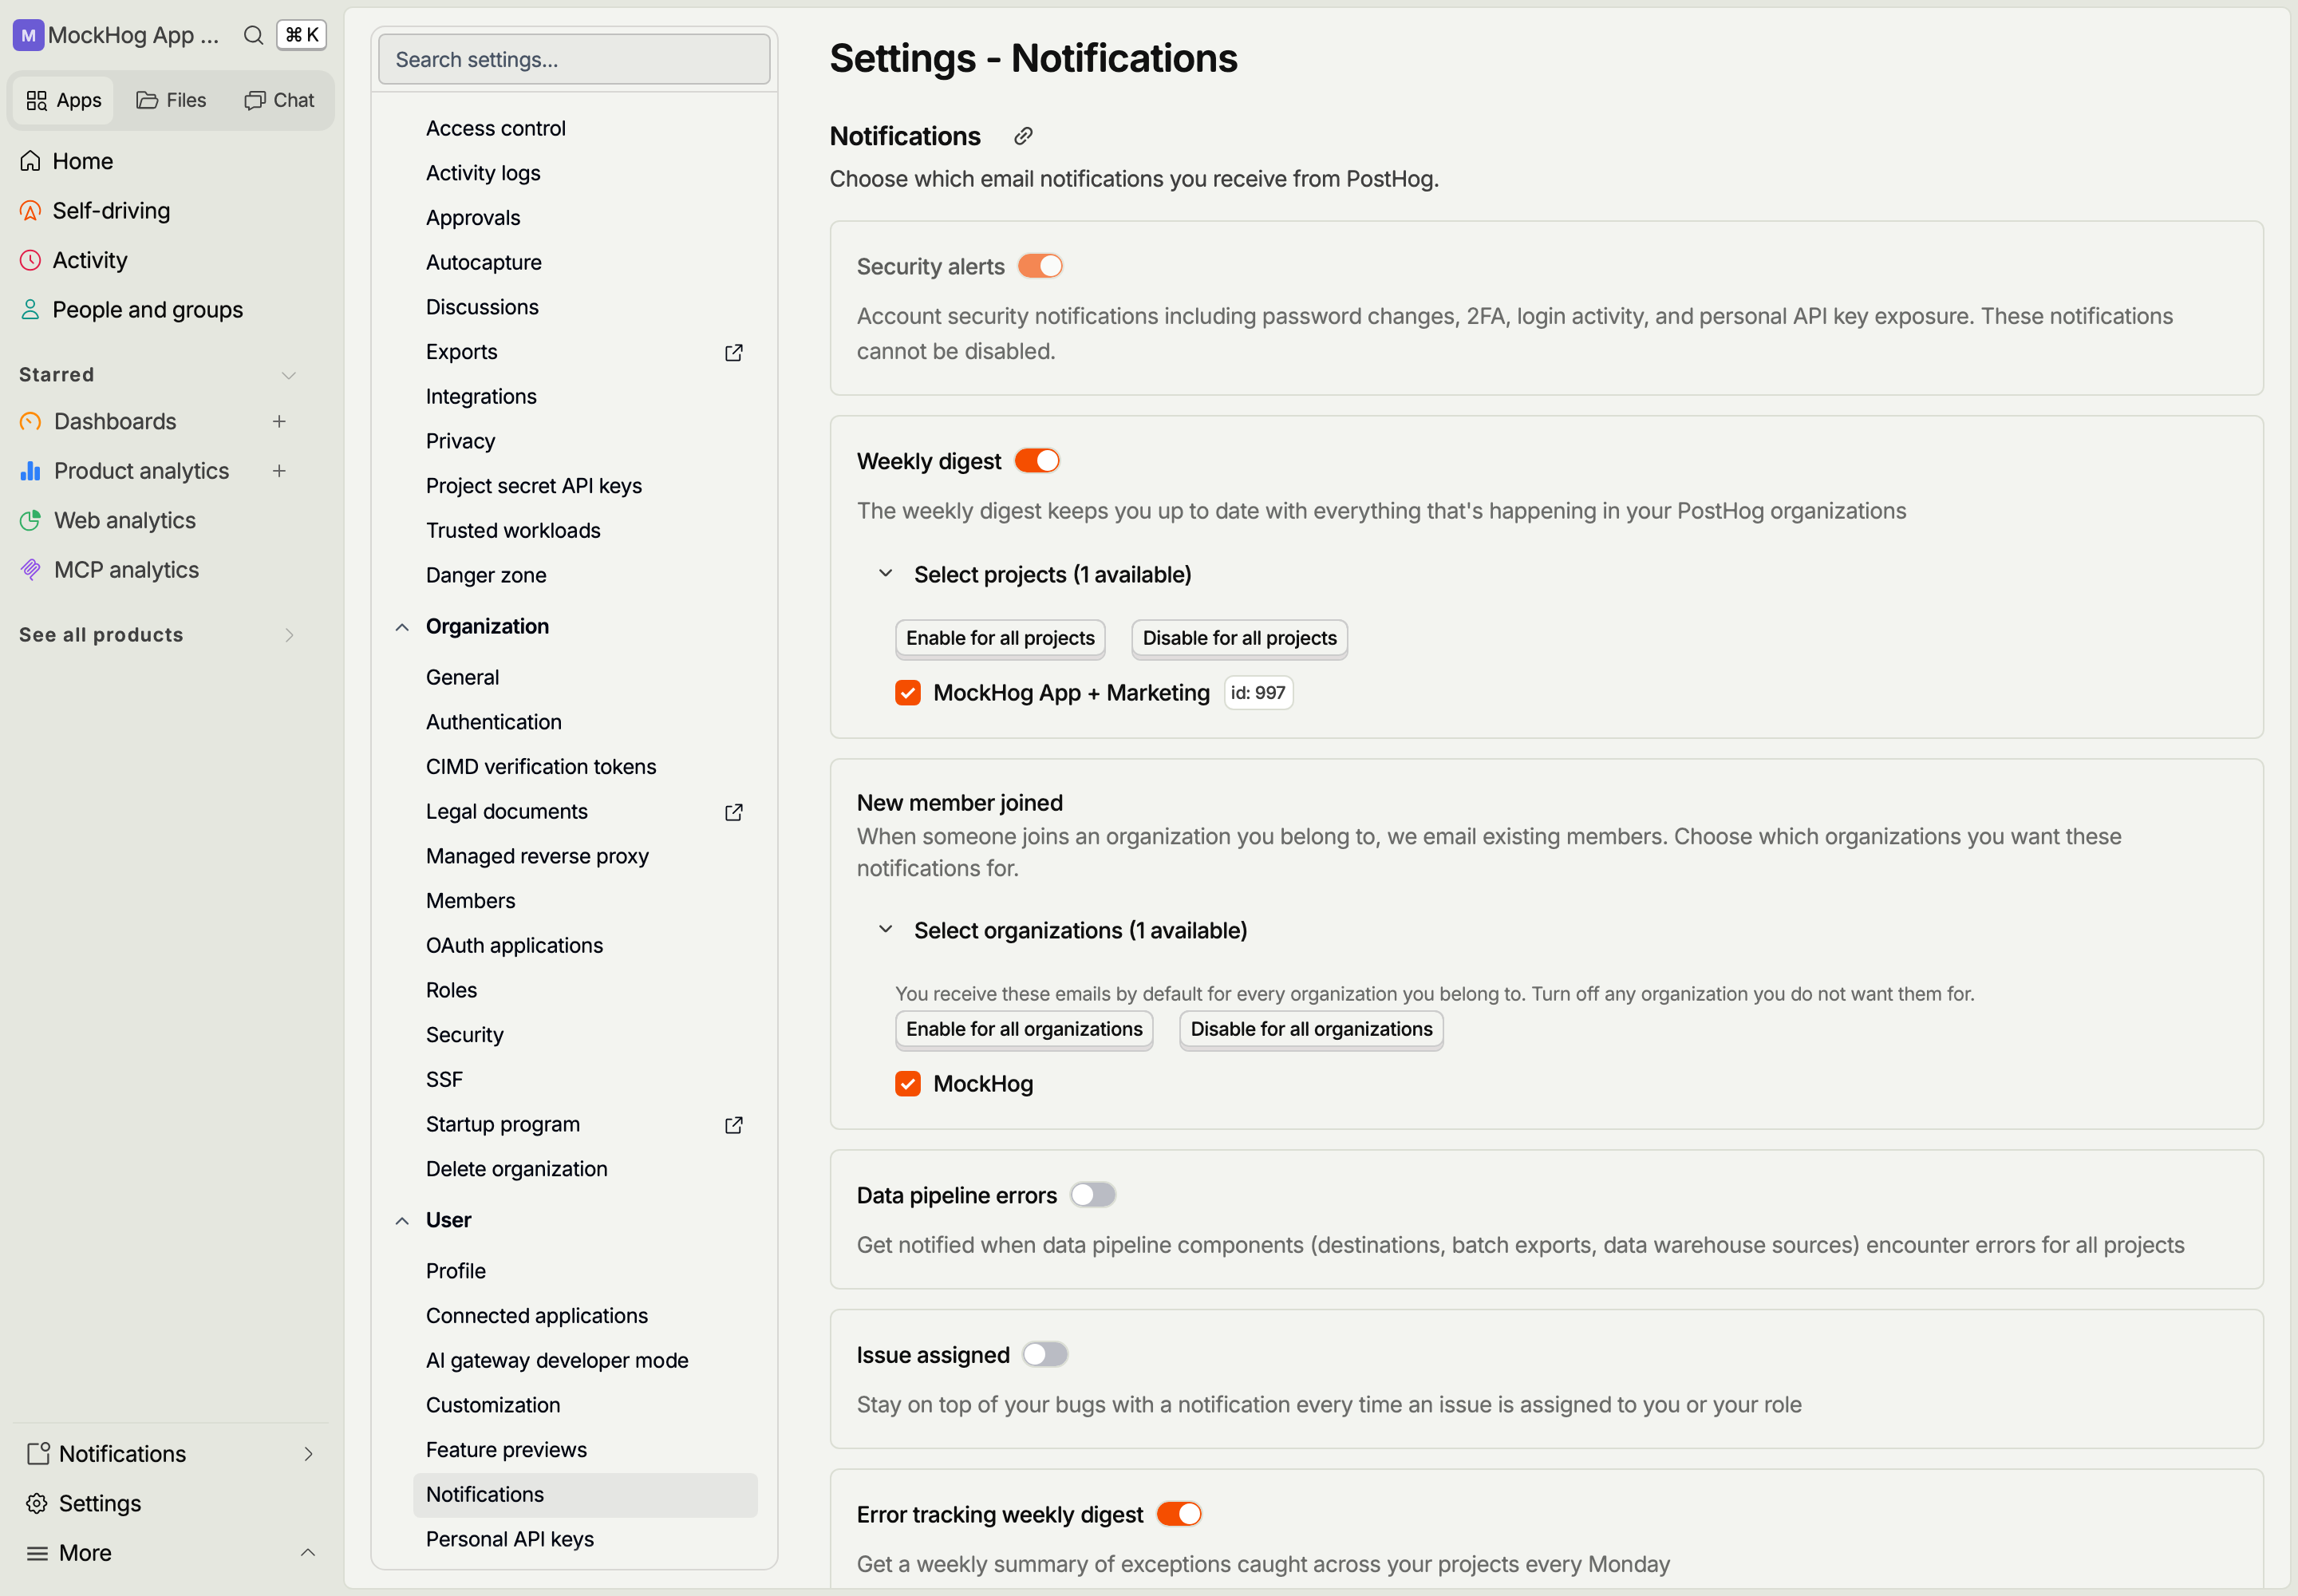 M MockHog App ... ⌘ K
Apps Files Chat
Home
Self-driving
Activity
People and groups
Starred
Dashboards
Product analytics
Web analytics
MCP analytics
See all products
Notifications
Settings
More
Search settings...
Access control
Activity logs
Approvals
Autocapture
Discussions
Exports
Integrations
Privacy
Project secret API keys
Trusted workloads
Danger zone
Organization
General
Authentication
CIMD verification tokens
Legal documents
Managed reverse proxy
Members
OAuth applications
Roles
Security
SSF
Startup program
Delete organization
User
Profile
Connected applications
AI gateway developer mode
Customization
Feature previews
Notifications
Personal API keys
Settings - Notifications
Notifications
Choose which email notifications you receive from PostHog.
Security alerts
Account security notifications including password changes, 2FA, login activity, and personal API key exposure. These notifications
cannot be disabled.
Weekly digest
The weekly digest keeps you up to date with everything that's happening in your PostHog organizations
Select projects (1 available)
Enable for all projects Disable for all projects
MockHog App + Marketing id: 997
New member joined
When someone joins an organization you belong to, we email existing members. Choose which organizations you want these
notifications for.
Select organizations (1 available)
You receive these emails by default for every organization you belong to. Turn off any organization you do not want them for.
Enable for all organizations Disable for all organizations
MockHog
Data pipeline errors
Get notified when data pipeline components (destinations, batch exports, data warehouse sources) encounter errors for all projects
Issue assigned
Stay on top of your bugs with a notification every time an issue is assigned to you or your role
Error tracking weekly digest
Get a weekly summary of exceptions caught across your projects every Monday